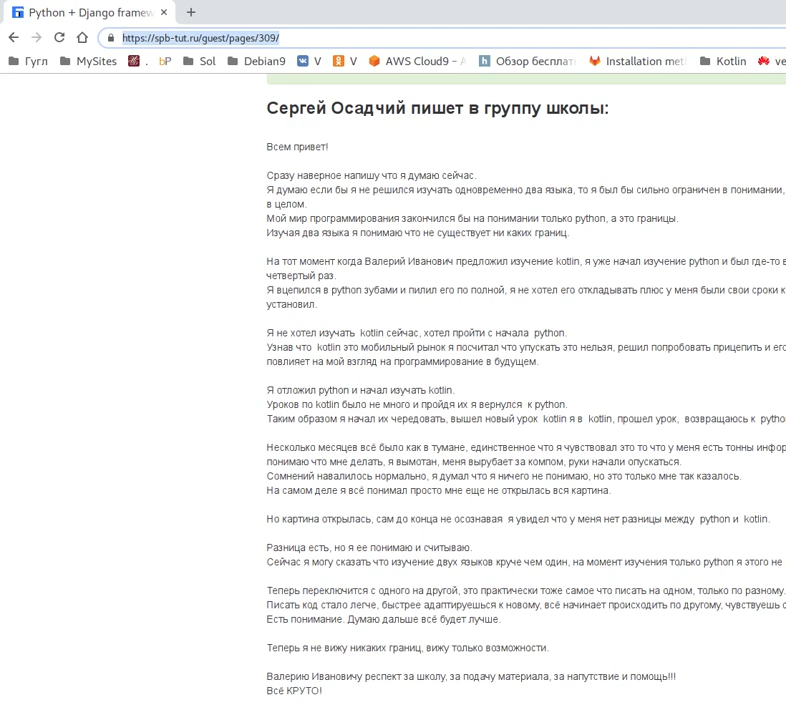 Python + Django framew
https://spb-tut.ru/guest/pages/309/
Гугл MySites . bP Sol Debian9 V V AWS Cloud9 – Обзор бесплат Installation met Kotlin ve
Сергей Осадчий пишет в группу школы:
Всем привет!
Сразу наверное напишу что я думаю сейчас.
Я думаю если бы я не решился изучать одновременно два языка, то я был бы сильно ограничен в понимании,
в целом.
Мой мир программирования закончился бы на понимании только python, а это границы.
Изучая два языка я понимаю что не существует ни каких границ.
На тот момент когда Валерий Иванович предложил изучение kotlin, я уже начал изучение python и был где-то в
четвертый раз.
Я вцепился в python зубами и пилил его по полной, я не хотел его откладывать плюс у меня были свои сроки к
установил.
Я не хотел изучать kotlin сейчас, хотел пройти с начала python.
Узнав что kotlin это мобильный рынок я посчитал что упускать это нельзя, решил попробовать прицепить и его
повлияет на мой взгляд на программирование в будущем.
Я отложил python и начал изучать kotlin.
Уроков по kotlin было не много и пройдя их я вернулся к python.
Таким образом я начал их чередовать, вышел новый урок kotlin я в kotlin, прошел урок, возвращаюсь к pytho
Несколько месяцев всё было как в тумане, единственное что я чувствовал это то что у меня есть тонны инфор
понимаю что мне делать, я вымотан, меня вырубает за компом, руки начали опускаться.
Сомнений навалилось нормально, я думал что я ничего не понимаю, но это только мне так казалось.
На самом деле я всё понимал просто мне еще не открылась вся картина.
Но картина открылась, сам до конца не осознавая я увидел что у меня нет разницы между python и kotlin.
Разница есть, но я ее понимаю и считываю.
Сейчас я могу сказать что изучение двух языков круче чем один, на момент изучения только python я этого не
Теперь переключится с одного на другой, это практически тоже самое что писать на одном, только по разному.
Писать код стало легче, быстрее адаптируешься к новому, всё начинает происходить по другому, чувствуешь с
Есть понимание. Думаю дальше всё будет лучше.
Теперь я не вижу никаких границ, вижу только возможности.
Валерию Ивановичу респект за школу, за подачу материала, за напутствие и помощь!!!
Всё КРУТО!